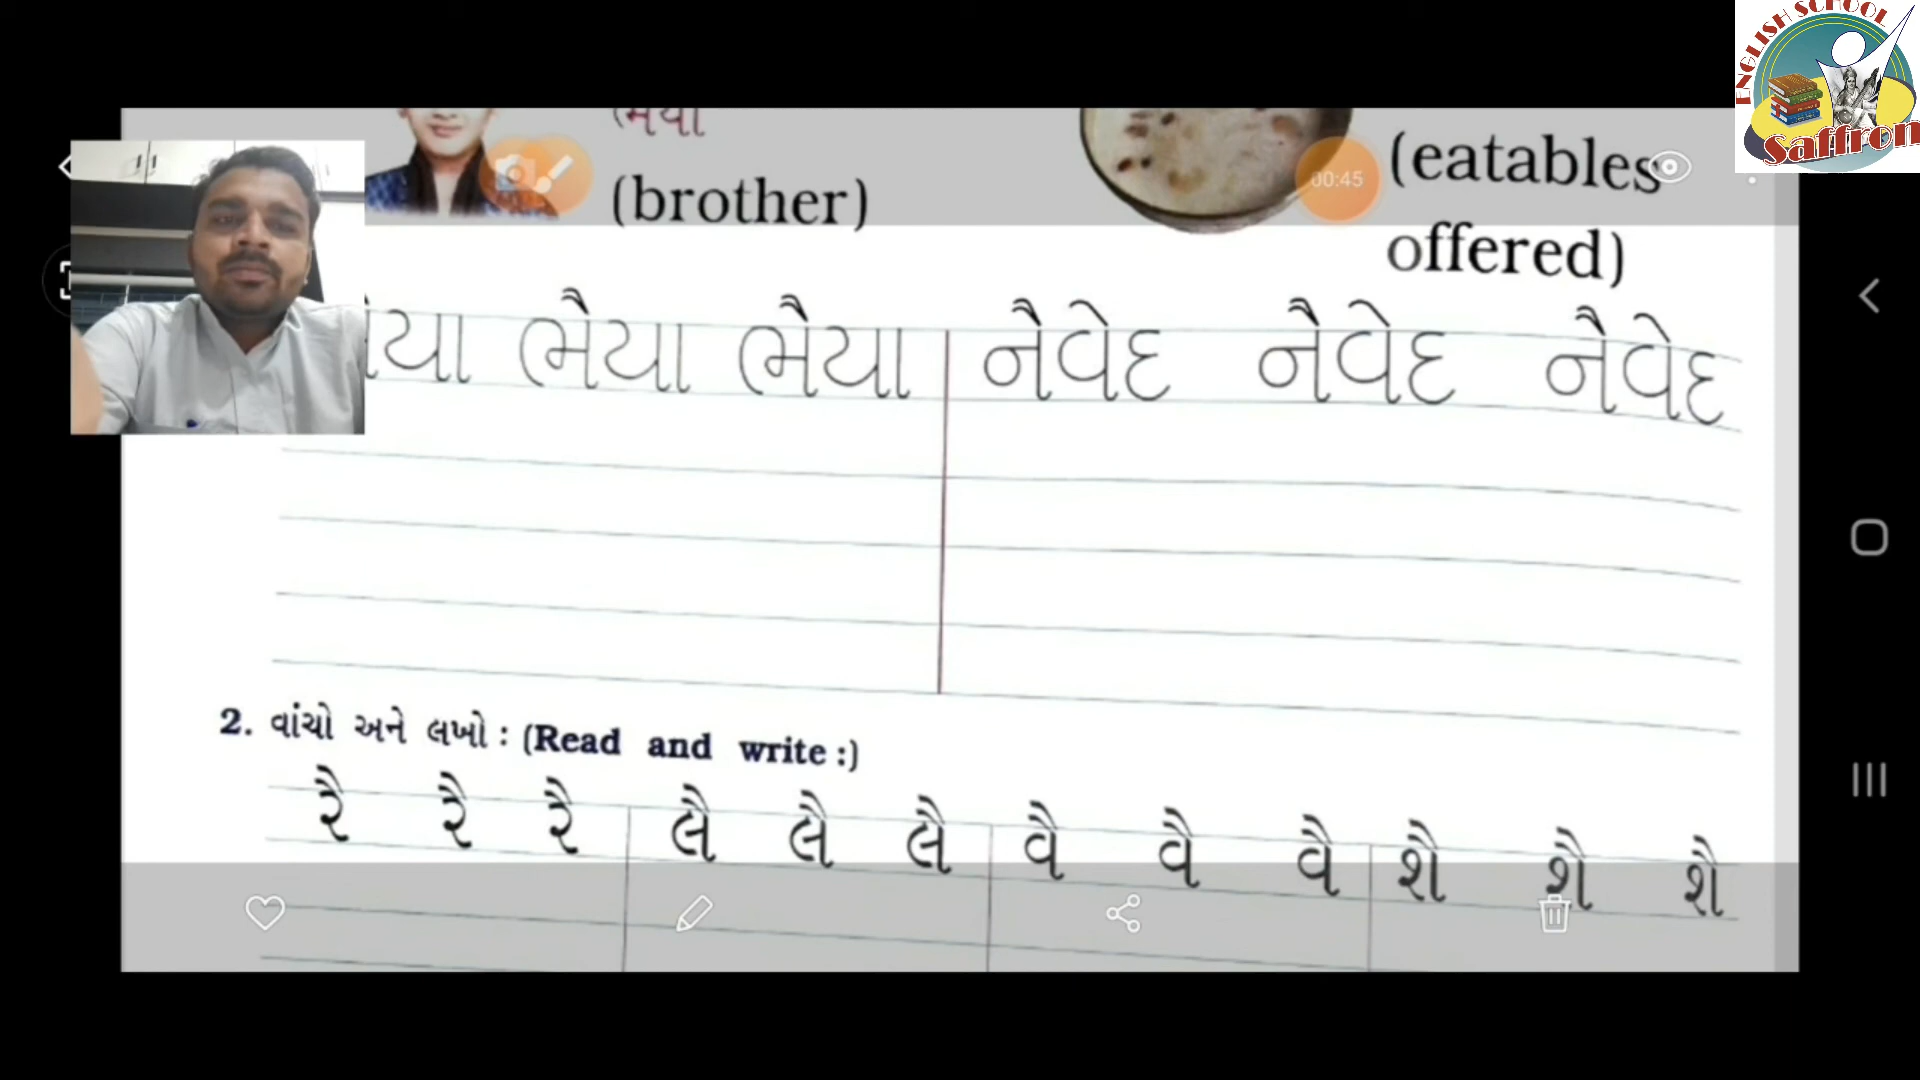 ENGLISH SCHOOL
Saffron
(brother)
00:45
(eatables
offered)
ભૈયા ભૈયા નૈવેદ નૈવેદ નૈવેદ
2. વાંચો અને લખો : (Read and write :)
રૈ રૈ રૈ લૈ લૈ લૈ વૈ વૈ વૈ શૈ શૈ શૈ